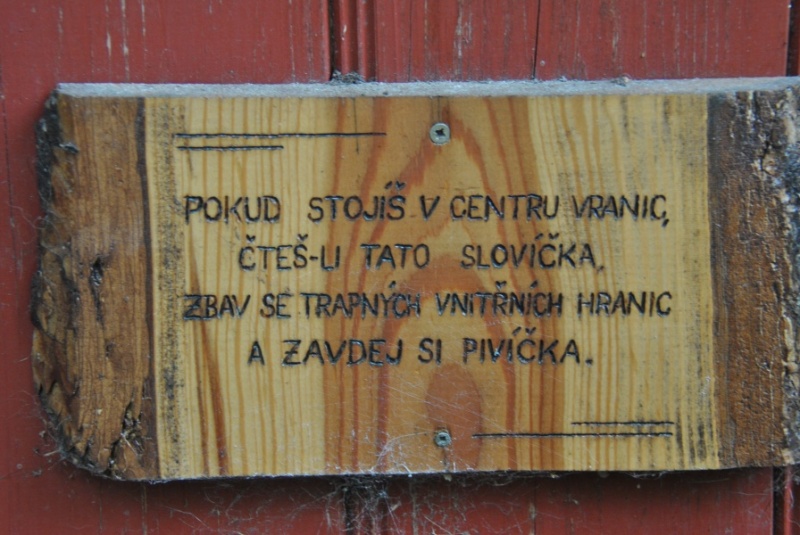 POKUD STOJÍŠ V CENTRU VRANIC,
ČTEŠ-LI TATO SLOVÍČKA,
ZBAV SE TRAPNÝCH VNITŘNÍCH HRANIC
A ZAVDEJ SI PIVÍČKA.